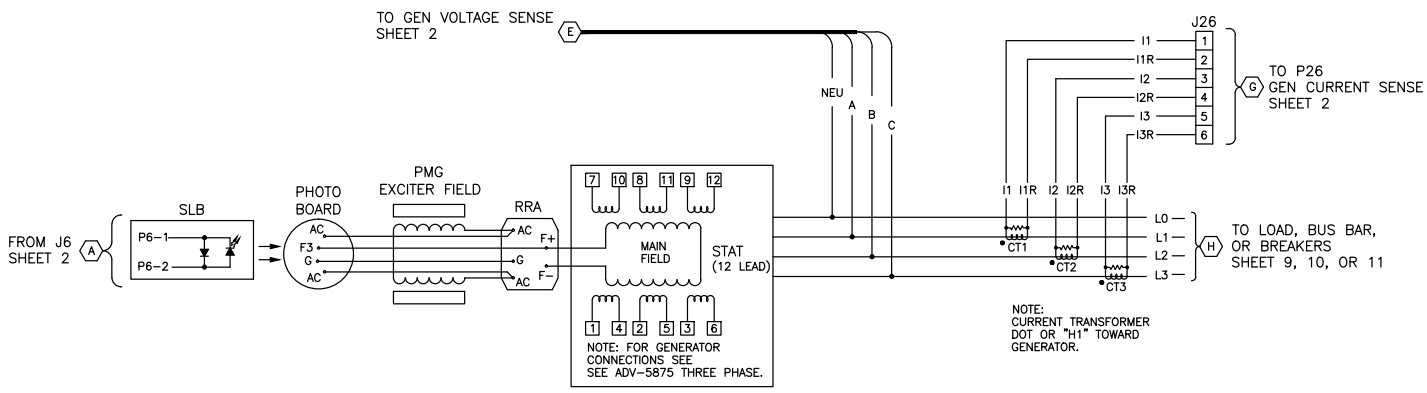 TO GEN VOLTAGE SENSE
SHEET 2
E
J26
I1
1
I1R
2
I2
3
I2R
4
I3
5
I3R
6
G
TO P26
GEN CURRENT SENSE
SHEET 2
NEU
A
B
C
I1
I1R
I2
I2R
I3
I3R
FROM J6
SHEET 2
A
SLB
P6-1
P6-2
PHOTO
BOARD
AC
F3
G
AC
PMG
EXCITER FIELD
RRA
AC
F+
G
F-
AC
7
10
8
11
9
12
MAIN
FIELD
STAT
(12 LEAD)
1
4
2
5
3
6
NOTE: FOR GENERATOR
CONNECTIONS SEE
SEE ADV-5875 THREE PHASE.
CT1
CT2
CT3
L0
L1
L2
L3
H
TO LOAD, BUS BAR,
OR BREAKERS
SHEET 9, 10, OR 11
NOTE:
CURRENT TRANSFORMER
DOT OR "H1" TOWARD
GENERATOR.